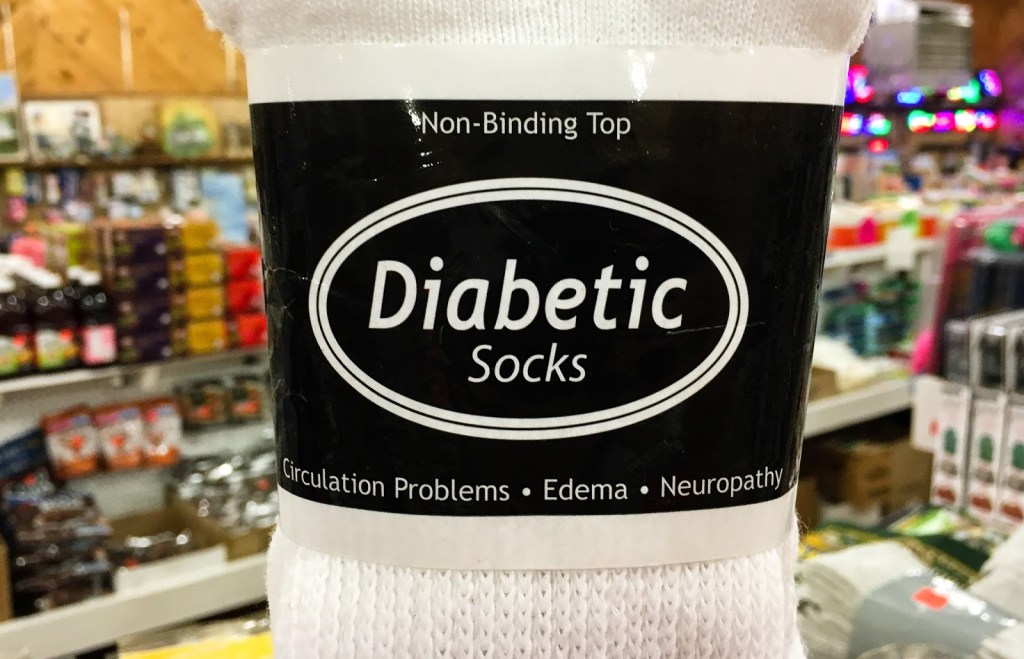 Non-Binding Top
Diabetic
Socks
Circulation Problems • Edema • Neuropathy